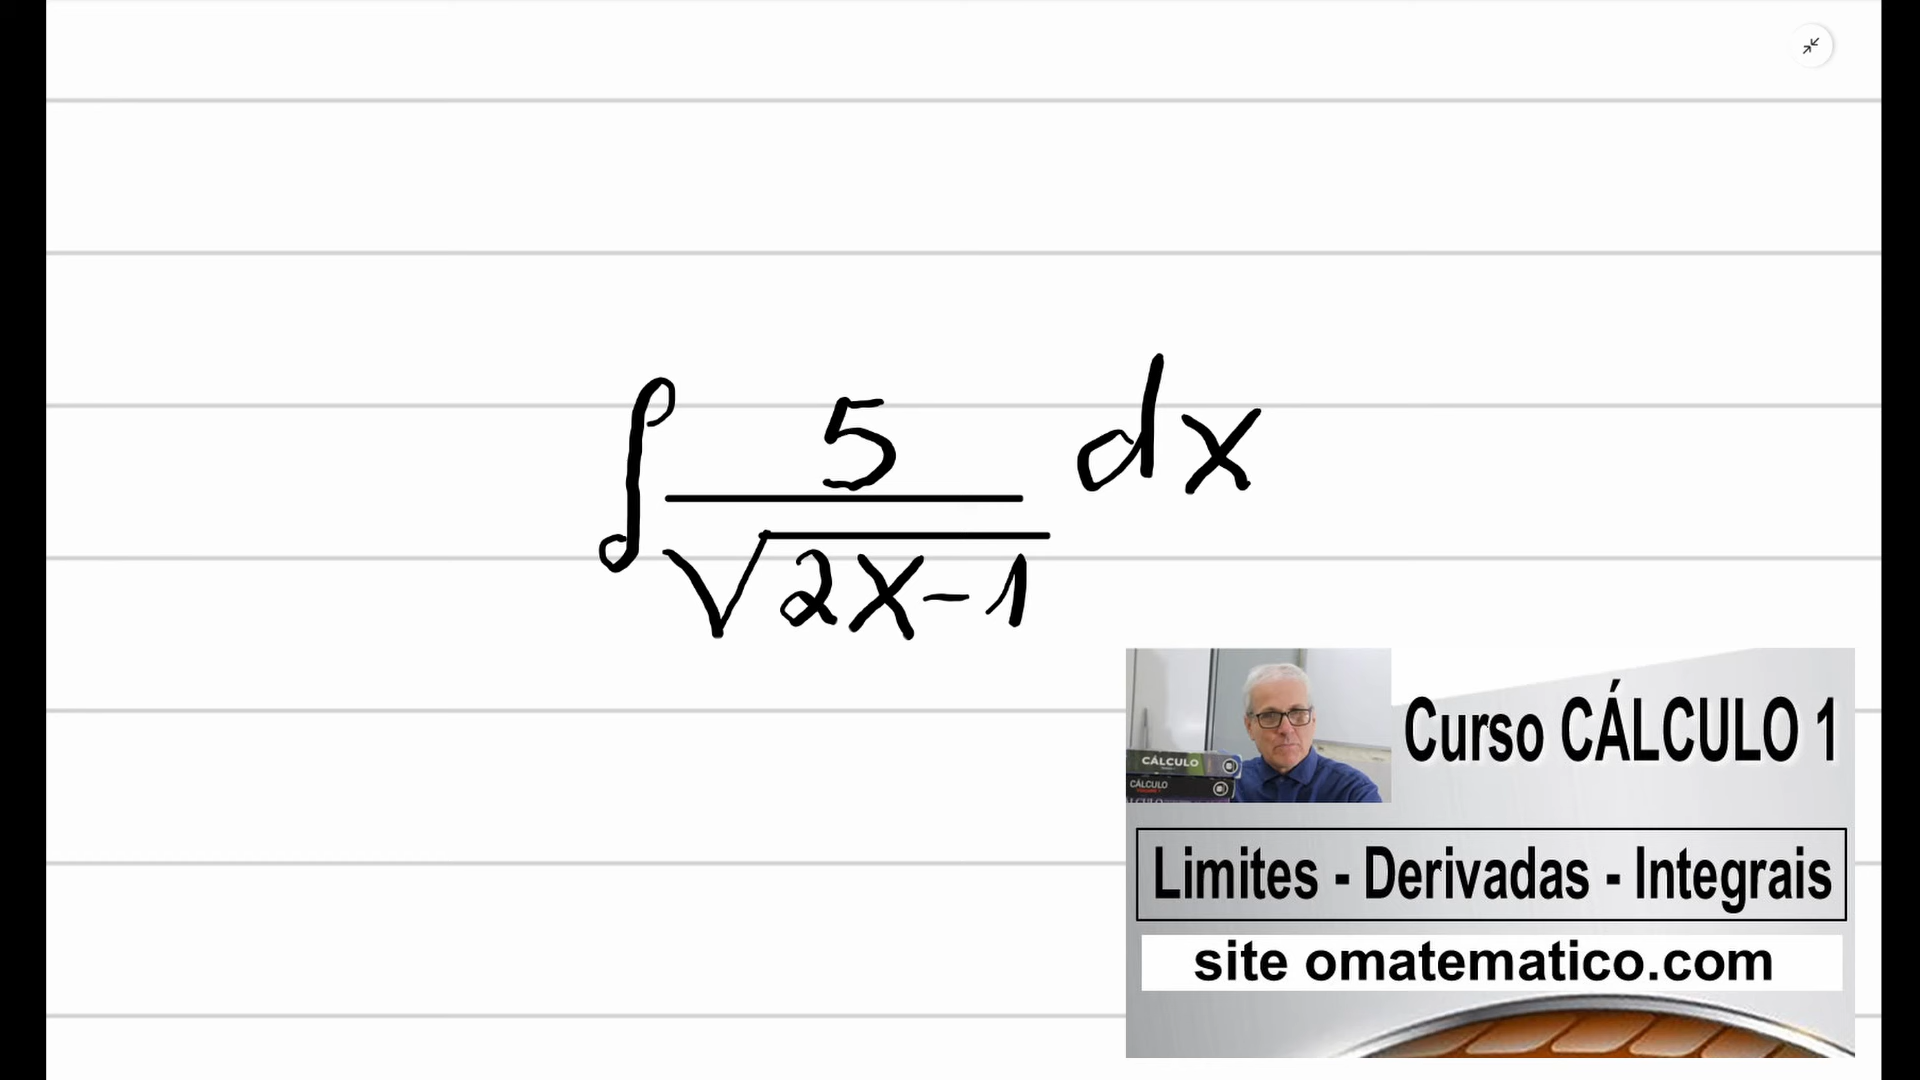 ∫ 5 dx
√2x-1
CÁLCULO
CÁLCULO
Curso CÁLCULO 1
Limites - Derivadas - Integrais
site omatematico.com